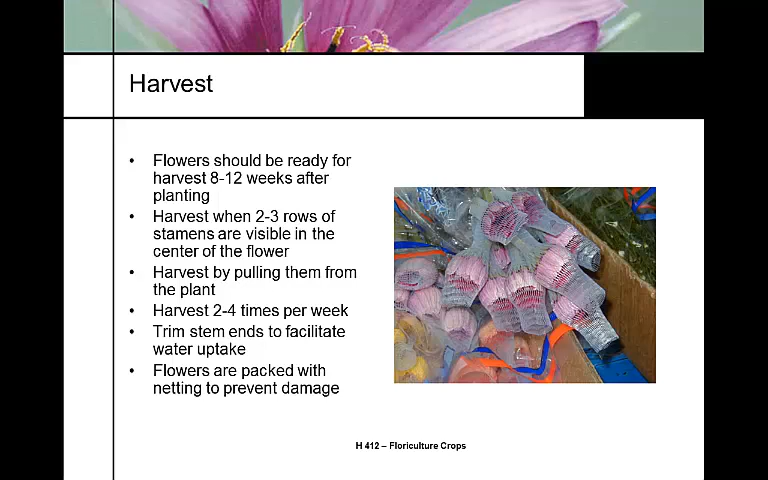 Harvest
• Flowers should be ready for
harvest 8-12 weeks after
planting
• Harvest when 2-3 rows of
stamens are visible in the
center of the flower
• Harvest by pulling them from
the plant
• Harvest 2-4 times per week
• Trim stem ends to facilitate
water uptake
• Flowers are packed with
netting to prevent damage
H 412 – Floriculture Crops